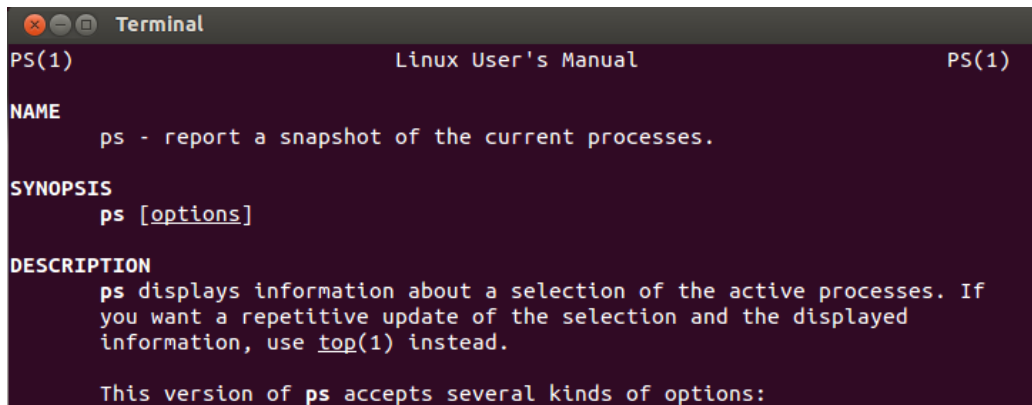 Terminal
PS(1) Linux User's Manual PS(1)
NAME
ps - report a snapshot of the current processes.
SYNOPSIS
ps [options]
DESCRIPTION
ps displays information about a selection of the active processes. If
you want a repetitive update of the selection and the displayed
information, use top(1) instead.
This version of ps accepts several kinds of options: